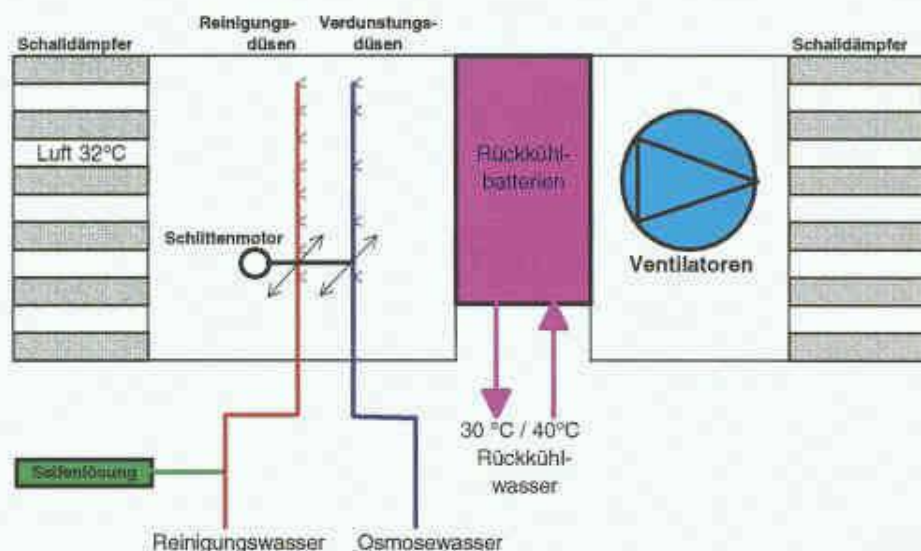 Reinigungs-
düsen
Verdunstungs-
düsen
Schalldämpfer
Schalldämpfer
Luft 32°C
Rückkühl-
batterien
Schlittenmotor
Ventilatoren
30 °C / 40°C
Rückkühl-
wasser
Seifenlösung
Reinigungswasser
Osmosewasser